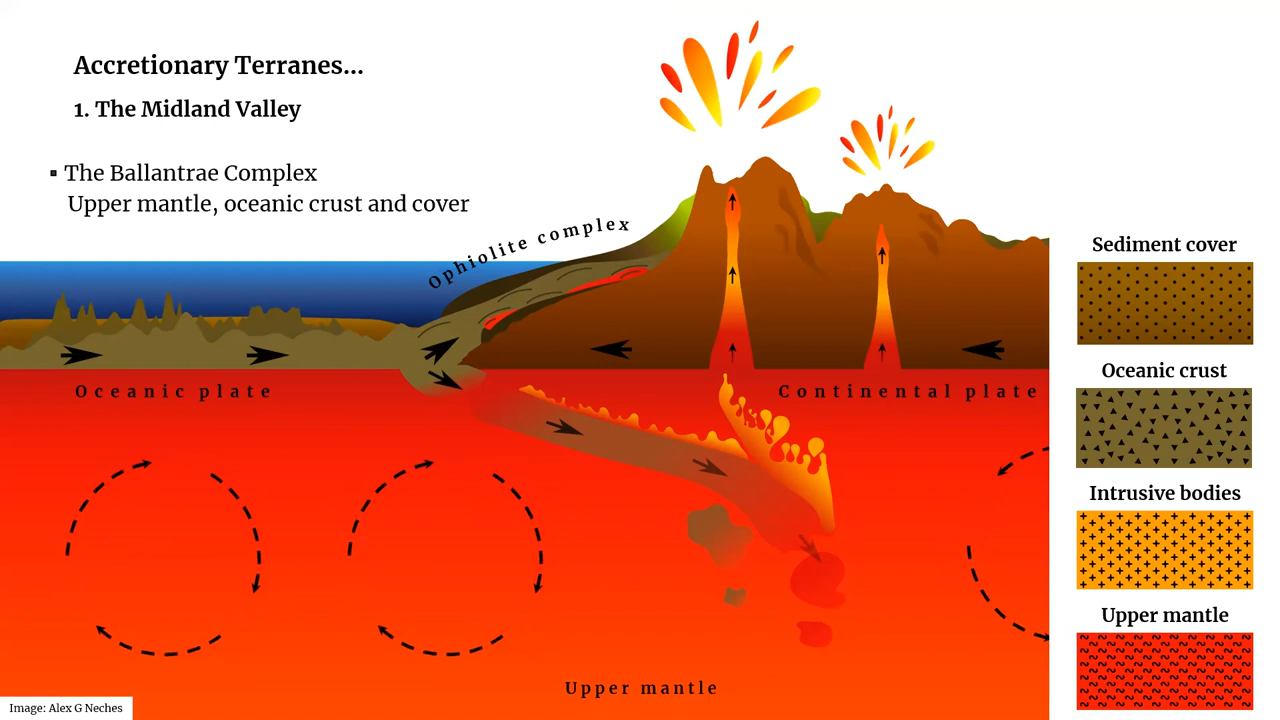 Accretionary Terranes...
1. The Midland Valley
▪ The Ballantrae Complex
Upper mantle, oceanic crust and cover
Ophiolite complex
Sediment cover
Oceanic crust
Oceanic plate
Continental plate
Intrusive bodies
Upper mantle
Upper mantle
Image: Alex G Neches